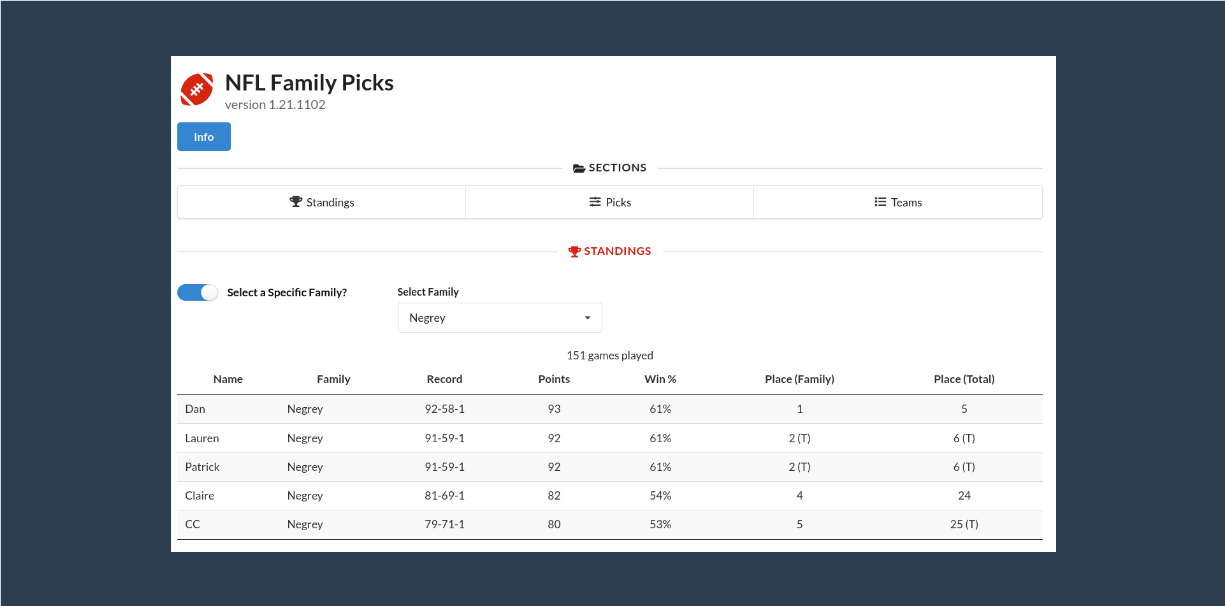 NFL Family Picks
version 1.21.1102
Info
SECTIONS
Standings Picks Teams
STANDINGS
Select a Specific Family? Select Family
Negrey
151 games played
Name Family Record Points Win % Place (Family) Place (Total)
Dan Negrey 92-58-1 93 61% 1 5
Lauren Negrey 91-59-1 92 61% 2 (T) 6 (T)
Patrick Negrey 91-59-1 92 61% 2 (T) 6 (T)
Claire Negrey 81-69-1 82 54% 4 24
CC Negrey 79-71-1 80 53% 5 25 (T)